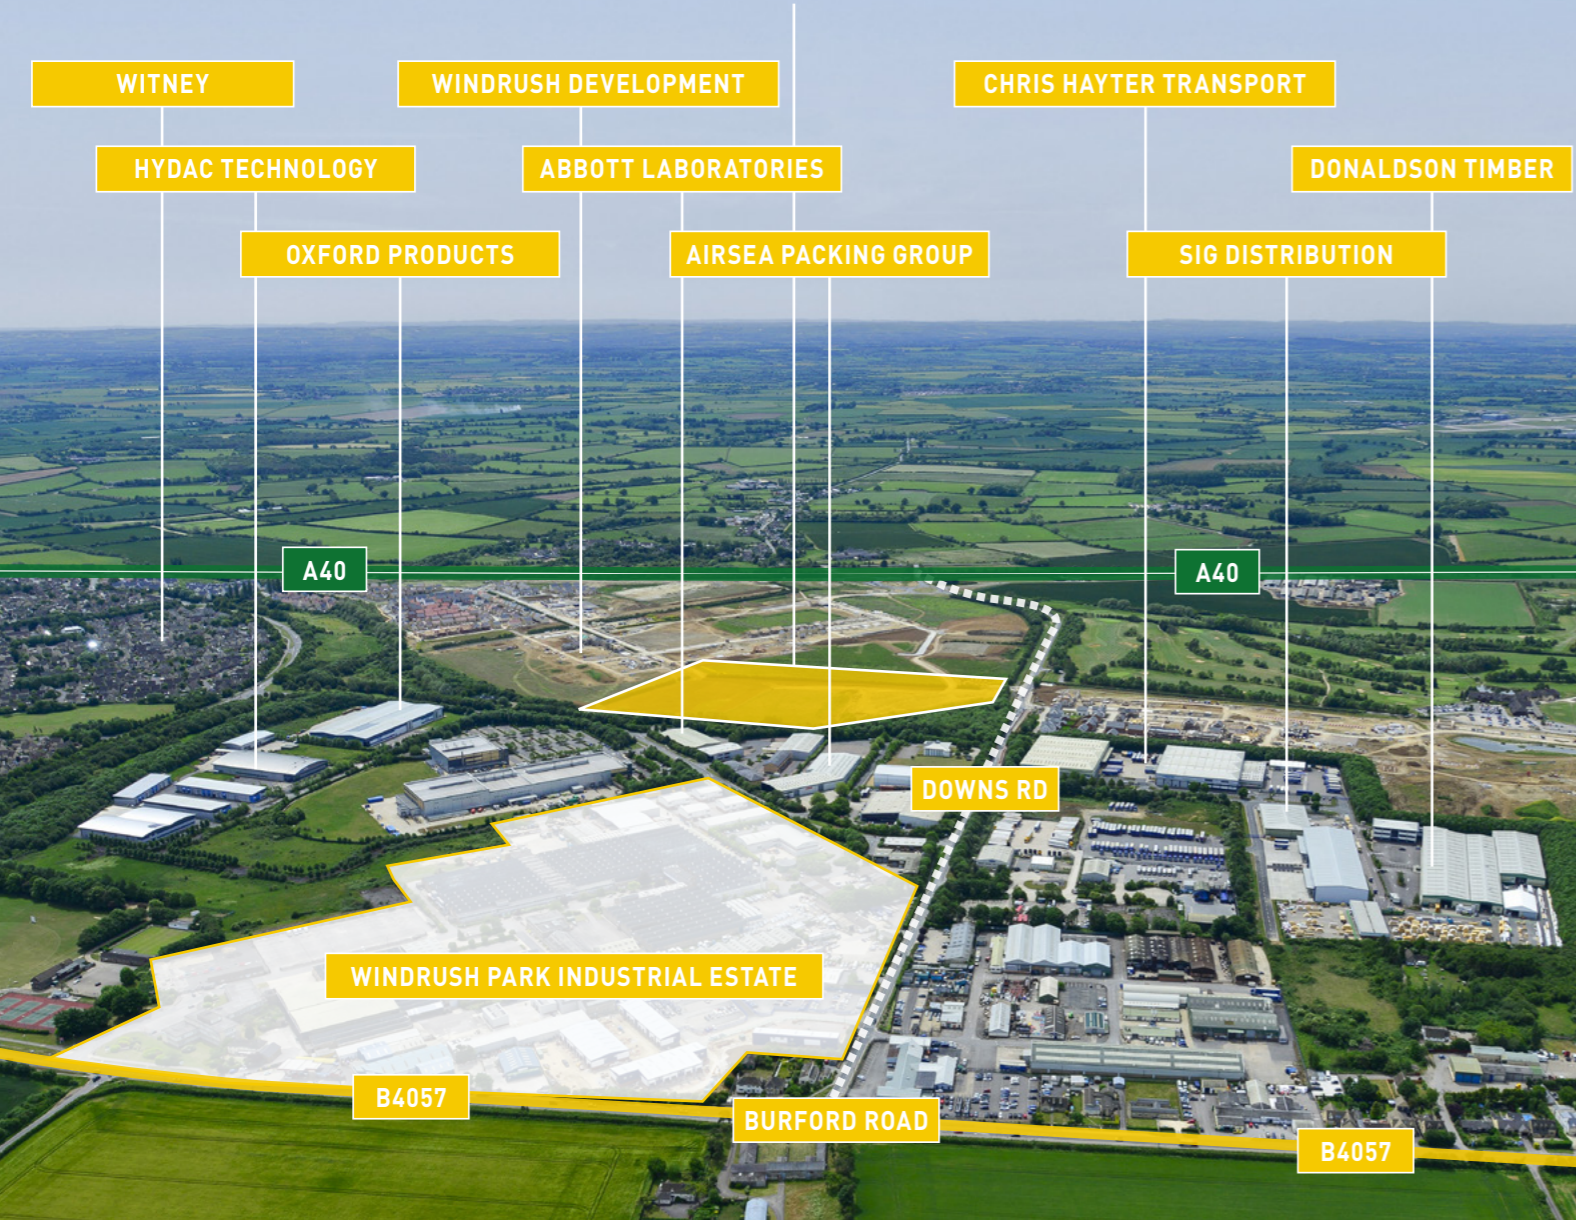 WITNEY
WINDRUSH DEVELOPMENT
CHRIS HAYTER TRANSPORT
HYDAC TECHNOLOGY
ABBOTT LABORATORIES
DONALDSON TIMBER
OXFORD PRODUCTS
AIRSEA PACKING GROUP
SIG DISTRIBUTION
A40
A40
DOWNS RD
WINDRUSH PARK INDUSTRIAL ESTATE
B4057
BURFORD ROAD
B4057